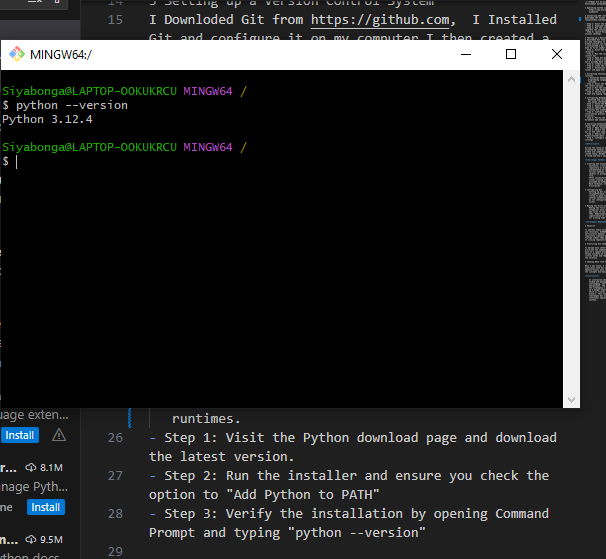 14
5 Setting up a Version Control System
15
I Downloded Git from https://github.com,  I Installed
Git and configure it on my computer I then created a
MINGW64:/
Siyabonga@LAPTOP-OOKUKRCU MINGW64 /
$ python --version
Python 3.12.4
Siyabonga@LAPTOP-OOKUKRCU MINGW64 /
$
runtimes.
uage exten...
Install
26
- Step 1: Visit the Python download page and download
the latest version.
r...
8.1M
27
- Step 2: Run the installer and ensure you check the
nage Pyth...
option to "Add Python to PATH"
ne
Install
28
- Step 3: Verify the installation by opening Command
Prompt and typing "python --version"
...
9.5M
29
ython docs